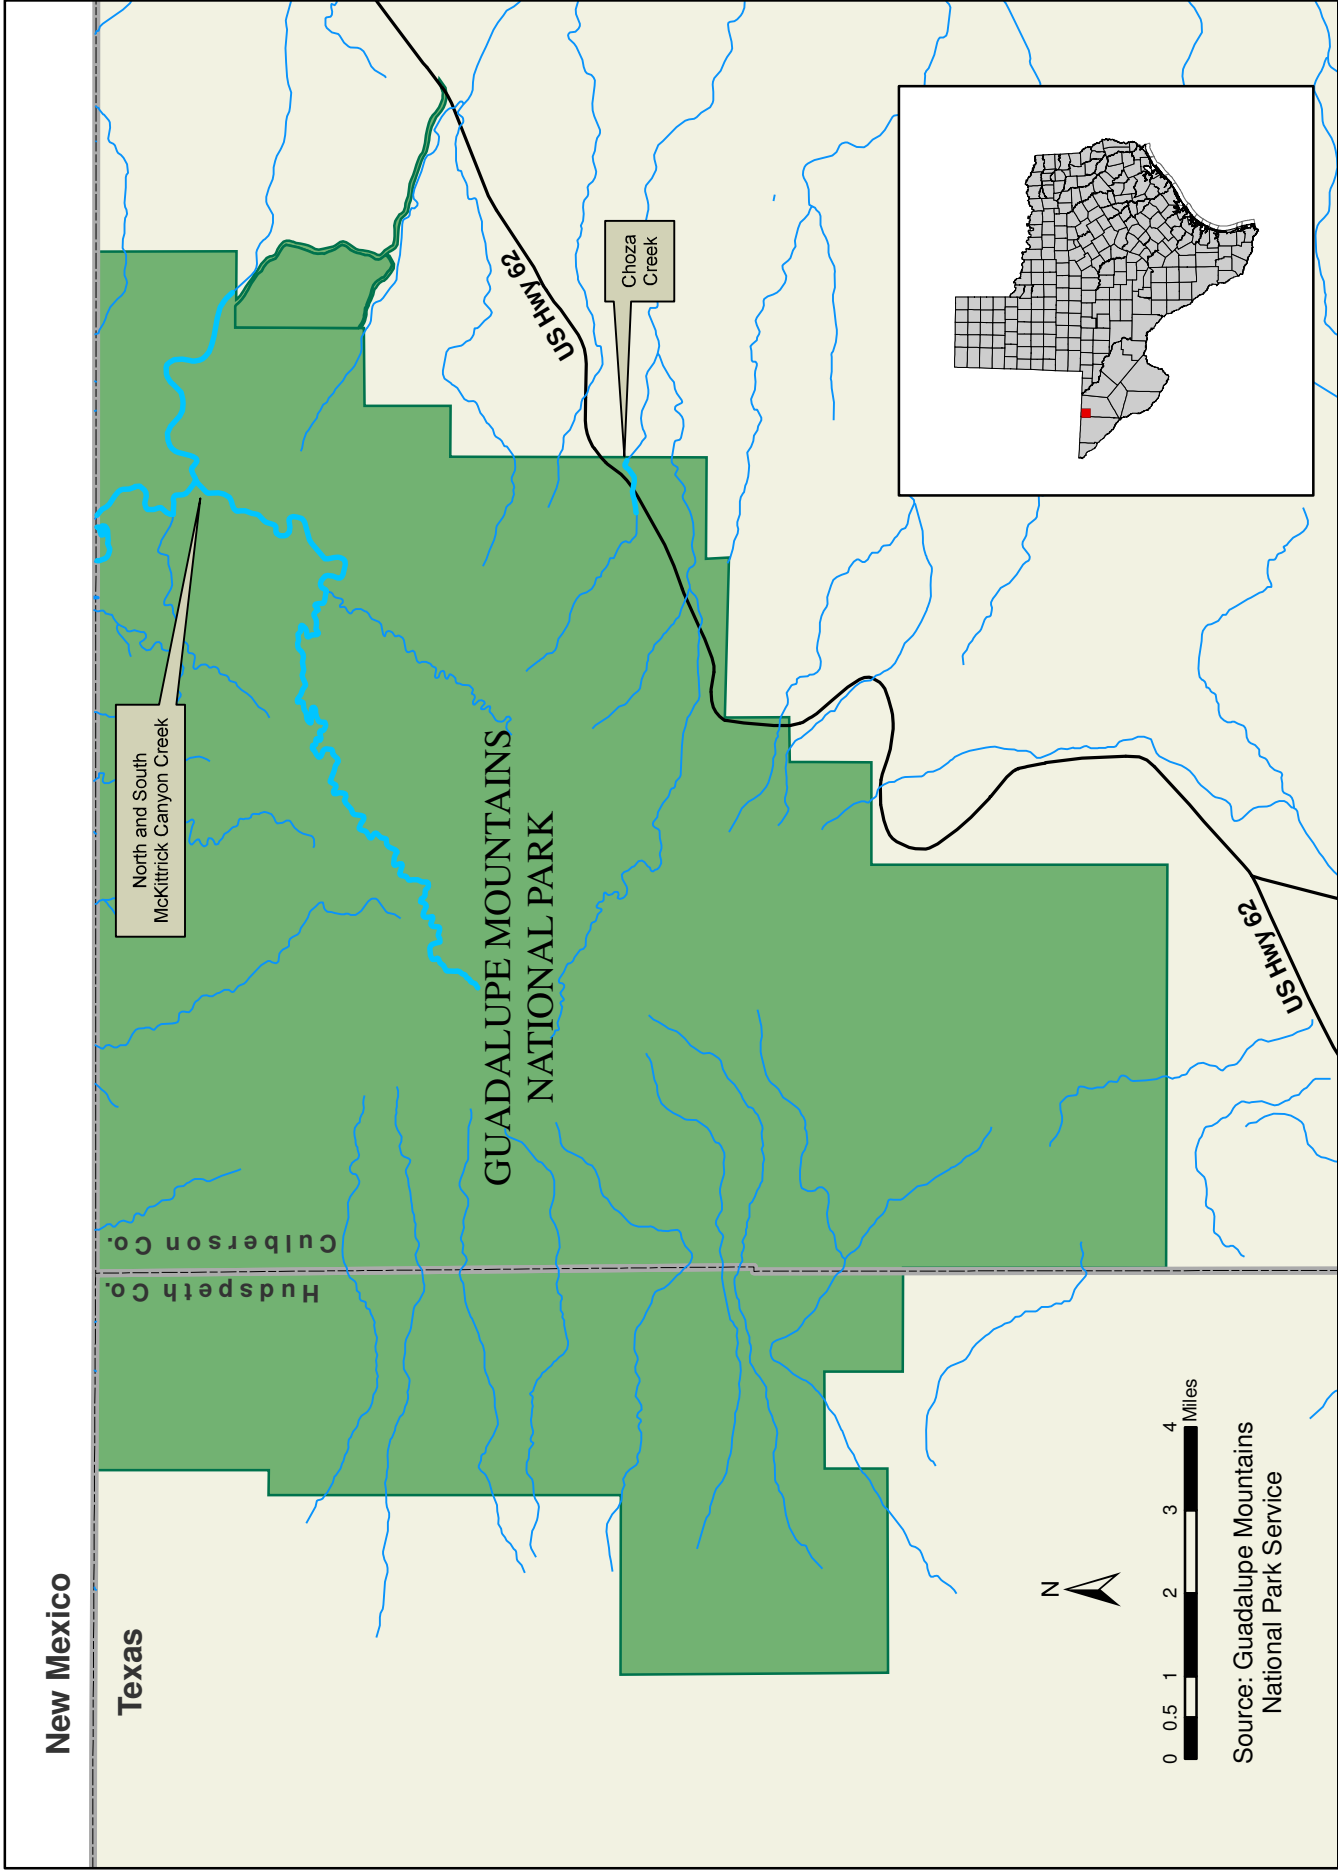 New Mexico
Texas
North and South
McKittrick Canyon Creek
Hudspeth Co.
Culberson Co.
GUADALUPE MOUNTAINS
NATIONAL PARK
US Hwy 62
Choza
Creek
US Hwy 62
N
0 0.5 1 2 3 4
Miles
Source: Guadalupe Mountains
National Park Service